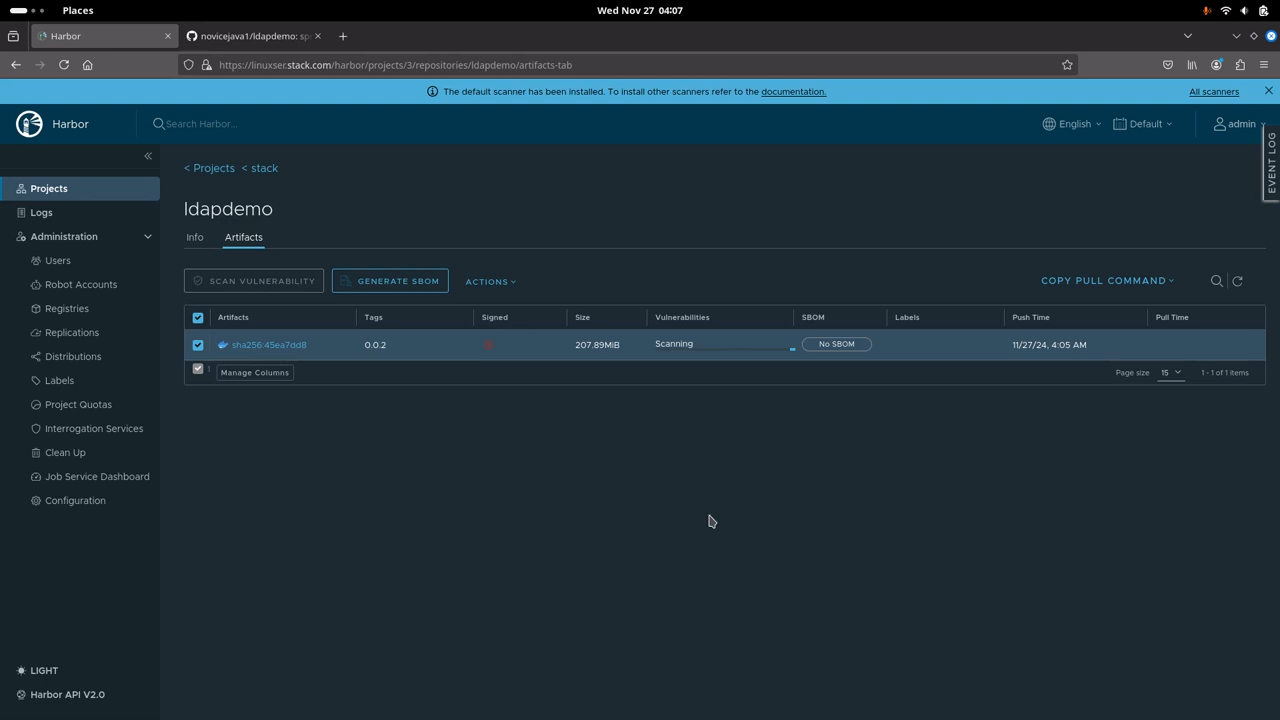 Places
Wed Nov 27 04:07
Harbor
novicejava1/ldapdemo: spr
https://linuxser.stack.com/harbor/projects/3/repositories/ldapdemo/artifacts-tab
The default scanner has been installed. To install other scanners refer to the documentation.
All scanners
Harbor
Search Harbor...
English
Default
admin
EVENT LOG
< Projects < stack
Projects
Logs
Administration
Users
Robot Accounts
Registries
Replications
Distributions
Labels
Project Quotas
Interrogation Services
Clean Up
Job Service Dashboard
Configuration
LIGHT
Harbor API V2.0
ldapdemo
Info Artifacts
SCAN VULNERABILITY GENERATE SBOM ACTIONS COPY PULL COMMAND
Artifacts Tags Signed Size Vulnerabilities SBOM Labels Push Time Pull Time
sha256:45ea7dd8 0.0.2 207.89MiB Scanning No SBOM 11/27/24, 4:05 AM
1 Manage Columns Page size 15 1 - 1 of 1 items